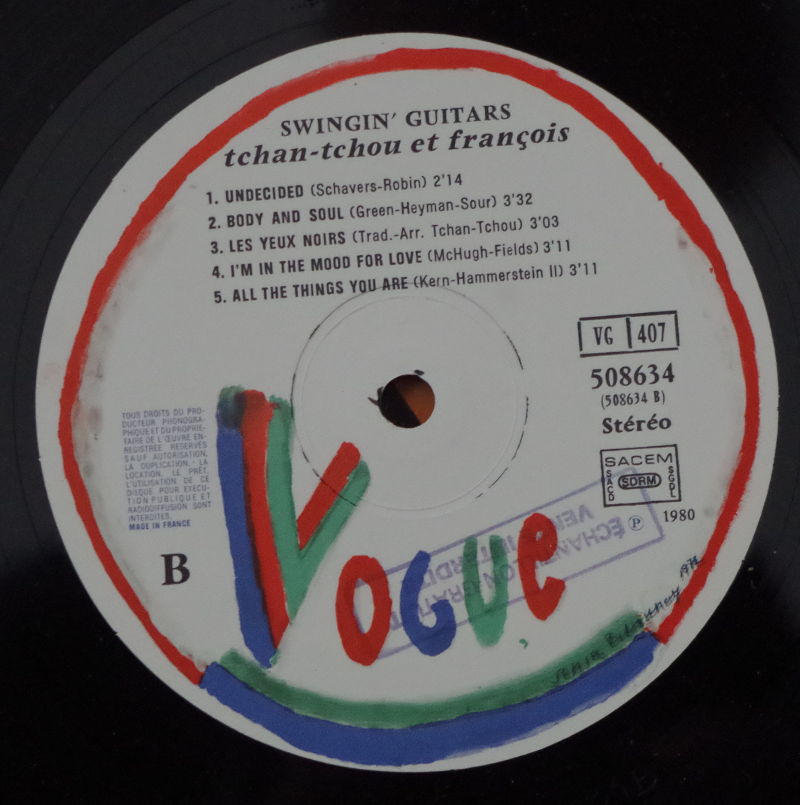 SWINGIN' GUITARS
tchan-tchou et françois
1. UNDECIDED (Schavers-Robin) 2'14
2. BODY AND SOUL (Green-Heyman-Sour) 3'32
3. LES YEUX NOIRS (Trad.-Arr. Tchan-Tchou) 3'03
4. I'M IN THE MOOD FOR LOVE (McHugh-Fields) 3'11
5. ALL THE THINGS YOU ARE (Kern-Hammerstein II) 3'11
VG 407
508634
(508634 B)
Stéréo
SACEM
SACD SDRM SGDL
℗ 1980
TOUS DROITS DU PRO-
DUCTEUR PHONOGRA-
PHIQUE ET DU PROPRIE-
TAIRE DE L'ŒUVRE EN-
REGISTREE RESERVES
SAUF AUTORISATION,
LA DUPLICATION, LA
LOCATION, LE PRÊT,
L'UTILISATION DE CE
DISQUE POUR EXECU-
TION PUBLIQUE ET
RADIODIFFUSION SONT
INTERDITES.
MADE IN FRANCE
B
VOGUE
ÉCHANTILLON GRATUIT
VENTE INTERDITE
1972